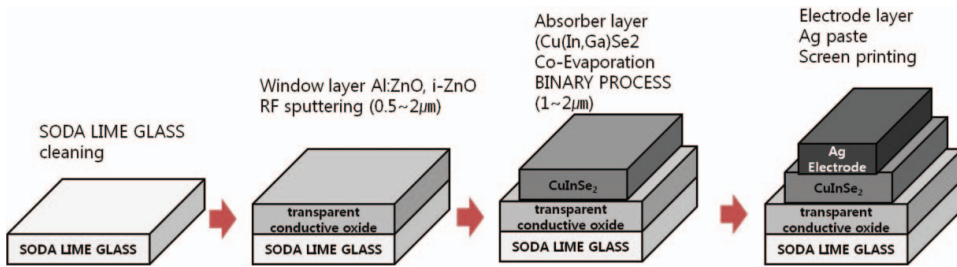 SODA LIME GLASS
cleaning
SODA LIME GLASS
Window layer Al:ZnO, i-ZnO
RF sputtering (0.5~2㎛)
transparent
conductive oxide
SODA LIME GLASS
Absorber layer
(Cu(In,Ga)Se2
Co-Evaporation
BINARY PROCESS
(1~2㎛)
CuInSe₂
transparent
conductive oxide
SODA LIME GLASS
Electrode layer
Ag paste
Screen printing
Ag
Electrode
CuInSe₂
transparent
conductive oxide
SODA LIME GLASS